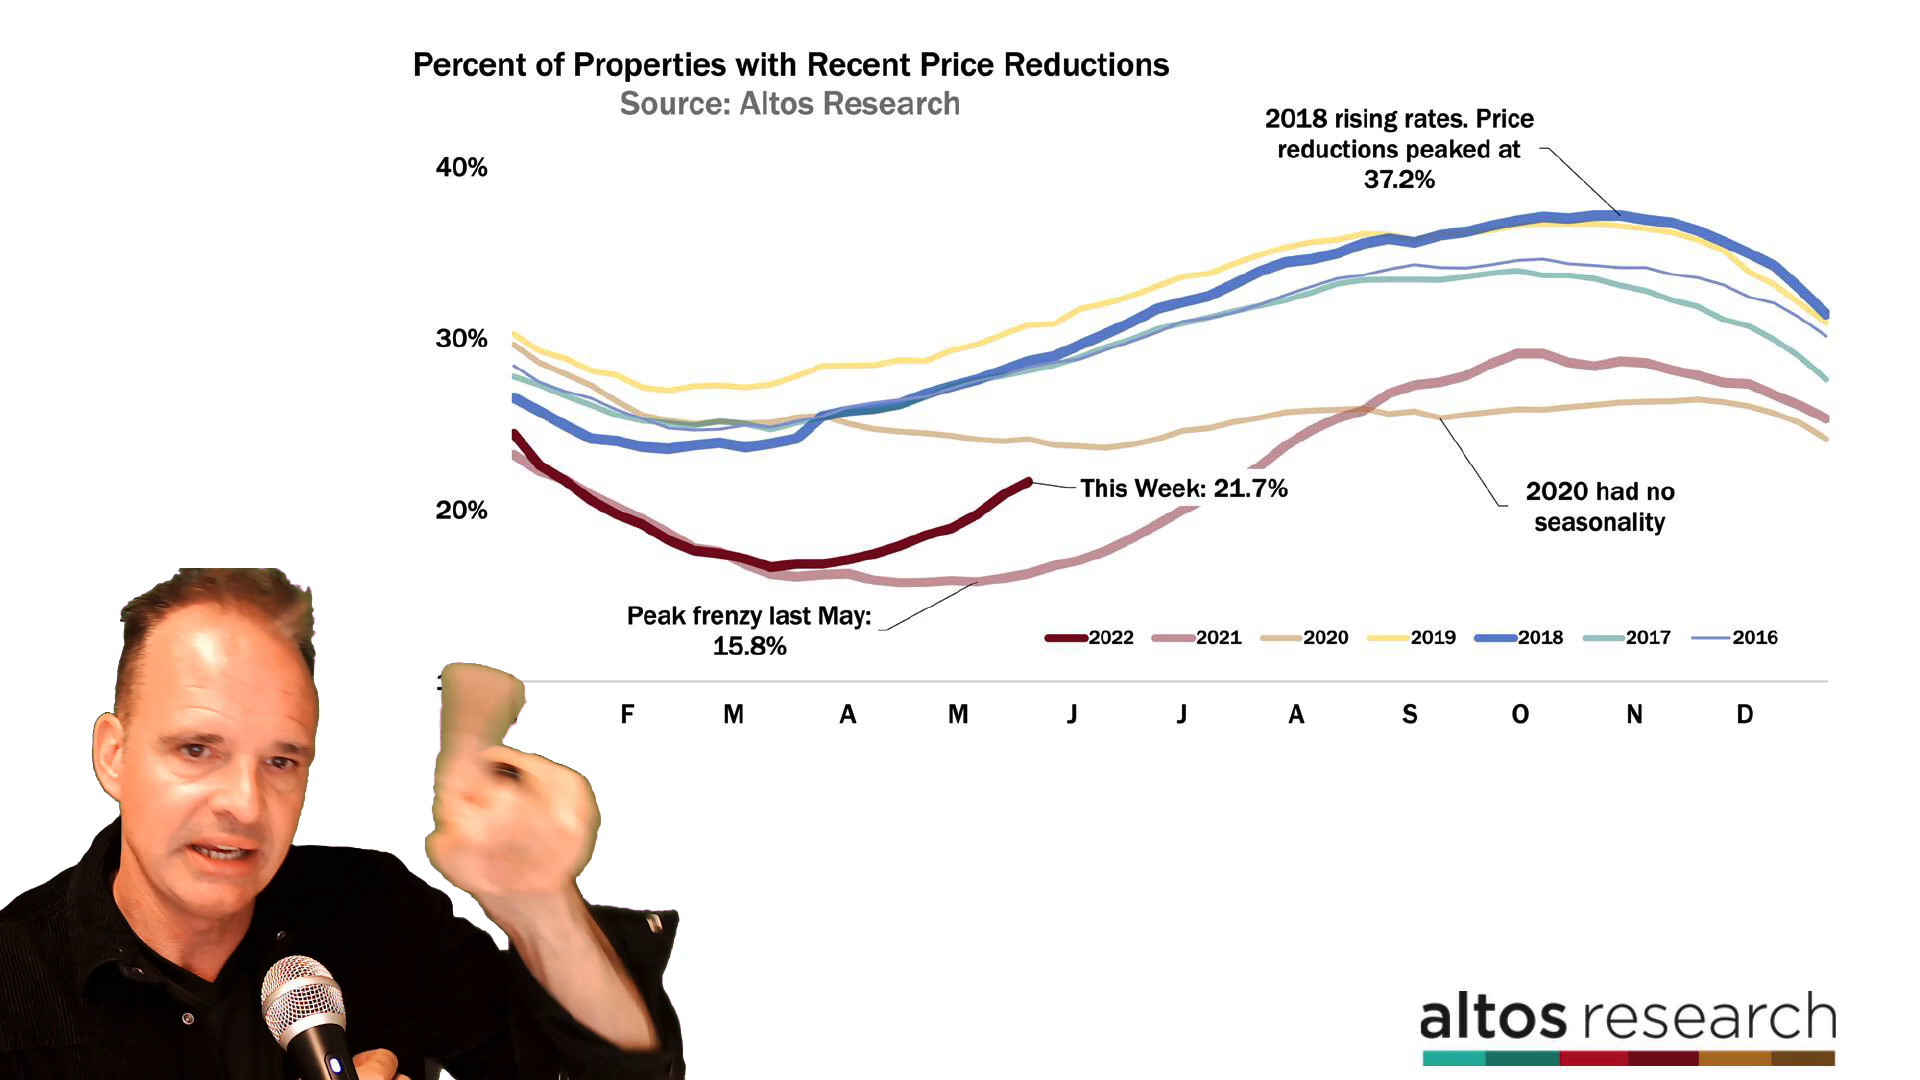 Percent of Properties with Recent Price Reductions
Source: Altos Research
2018 rising rates. Price
reductions peaked at
37.2%
40%
30%
20%
This Week: 21.7%
2020 had no
seasonality
Peak frenzy last May:
15.8%
2022 2021 2020 2019 2018 2017 2016
F M A M J J A S O N D
altos research